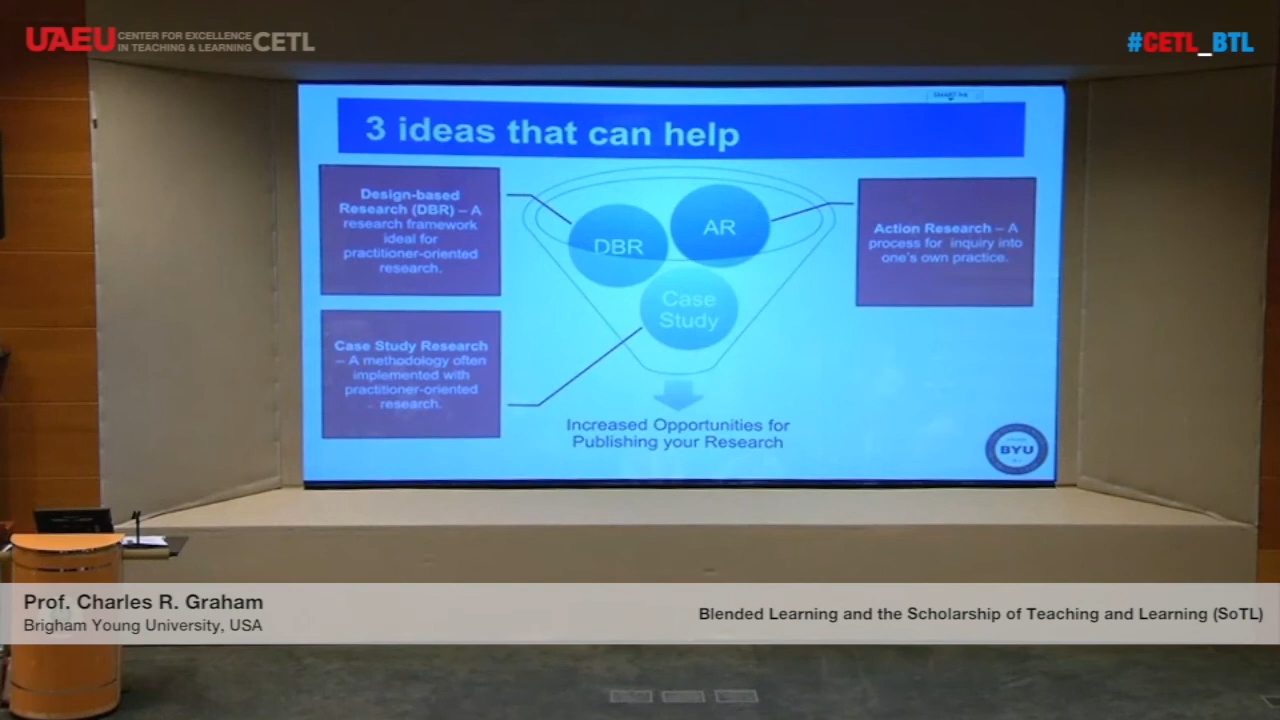 UAEU CENTER FOR EXCELLENCE
IN TEACHING & LEARNING CETL
#CETL_BTL
3 ideas that can help
Design-based
Research (DBR) – A
research framework
ideal for
practitioner-oriented
research.
DBR
AR
Case
Study
Action Research – A
process for inquiry into
one's own practice.
Case Study Research
– A methodology often
implemented with
practitioner-oriented
research.
Increased Opportunities for
Publishing your Research
BYU
Prof. Charles R. Graham
Brigham Young University, USA
Blended Learning and the Scholarship of Teaching and Learning (SoTL)